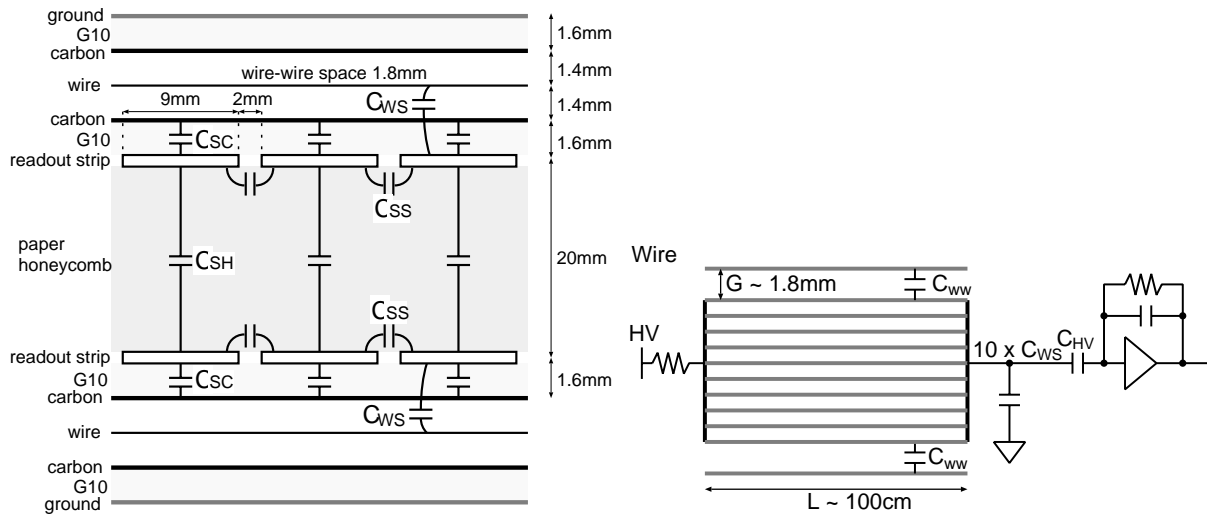 ground
G10
carbon
1.6mm
1.4mm
wire
wire-wire space 1.8mm
9mm
2mm
CWS
1.4mm
carbon
G10
CSC
1.6mm
readout strip
CSS
paper
honeycomb
CSH
20mm
CSS
readout strip
G10
CSC
1.6mm
carbon
CWS
wire
carbon
G10
ground
Wire
G ~ 1.8mm
Cww
HV
10 x CWS
CHV
Cww
L ~ 100cm